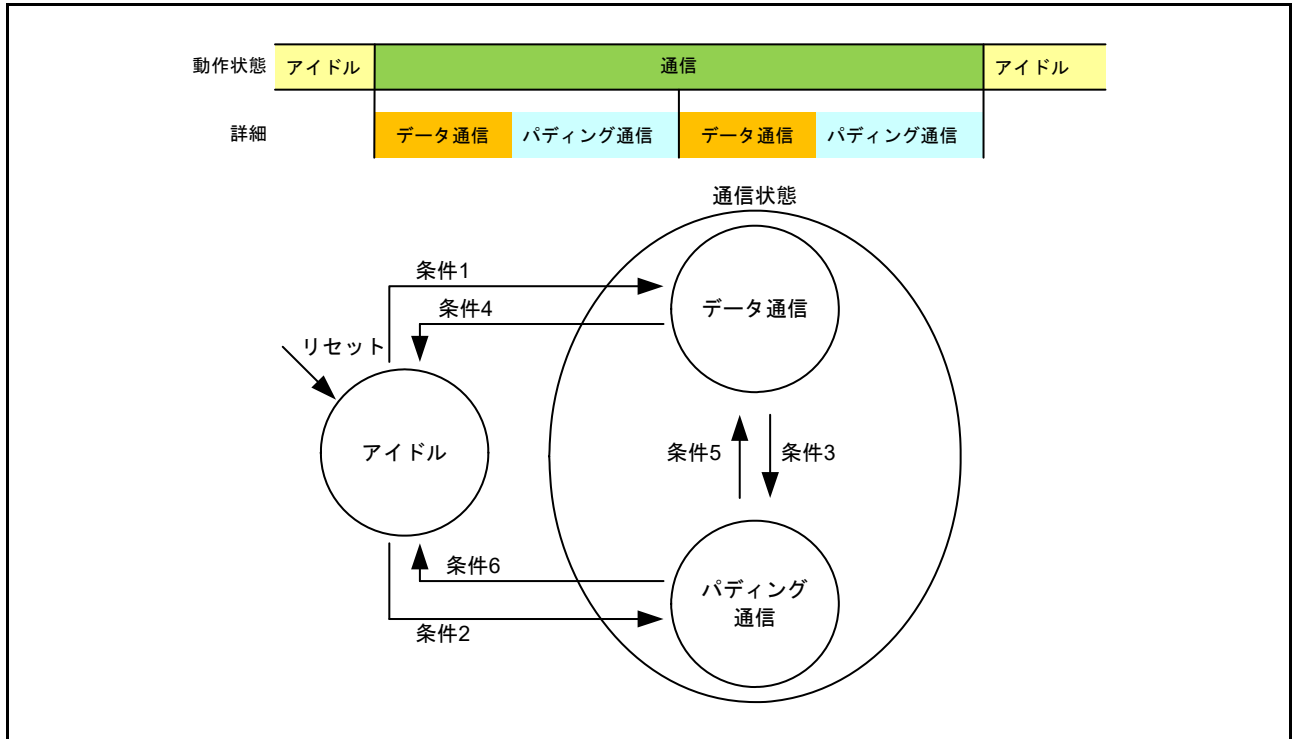 動作状態 アイドル 通信 アイドル
詳細 データ通信 パディング通信 データ通信 パディング通信
通信状態
条件1
データ通信
条件4
リセット
アイドル
条件5 条件3
条件6
パディング
通信
条件2